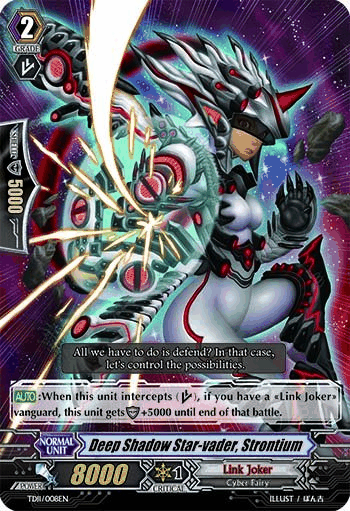 2
GRADE
5000
SHIELD
All we have to do is defend? In that case,
let's control the possibilities.
AUTO:When this unit intercepts ( ), if you have a «Link Joker»
vanguard, this unit gets +5000 until end of that battle.
NORMAL UNIT
Deep Shadow Star-vader, Strontium
POWER
8000
1
CRITICAL
Link Joker
Cyber Fairy
TD11/008EN
ILLUST / ぽん吉